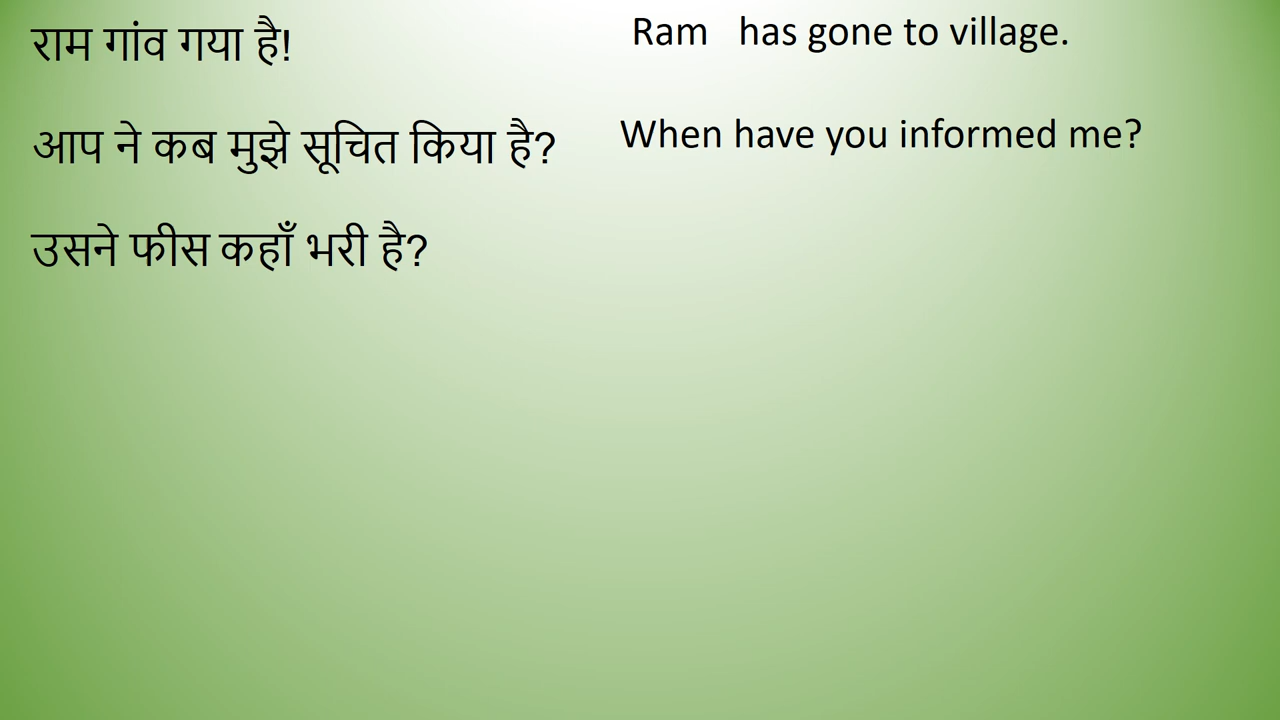 राम गांव गया है!
Ram has gone to village.
आप ने कब मुझे सूचित किया है?
When have you informed me?
उसने फीस कहाँ भरी है?